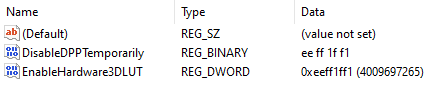 Name Type Data
(Default) REG_SZ (value not set)
DisableDPPTemporarily REG_BINARY ee ff 1f f1
EnableHardware3DLUT REG_DWORD 0xeeff1ff1 (4009697265)